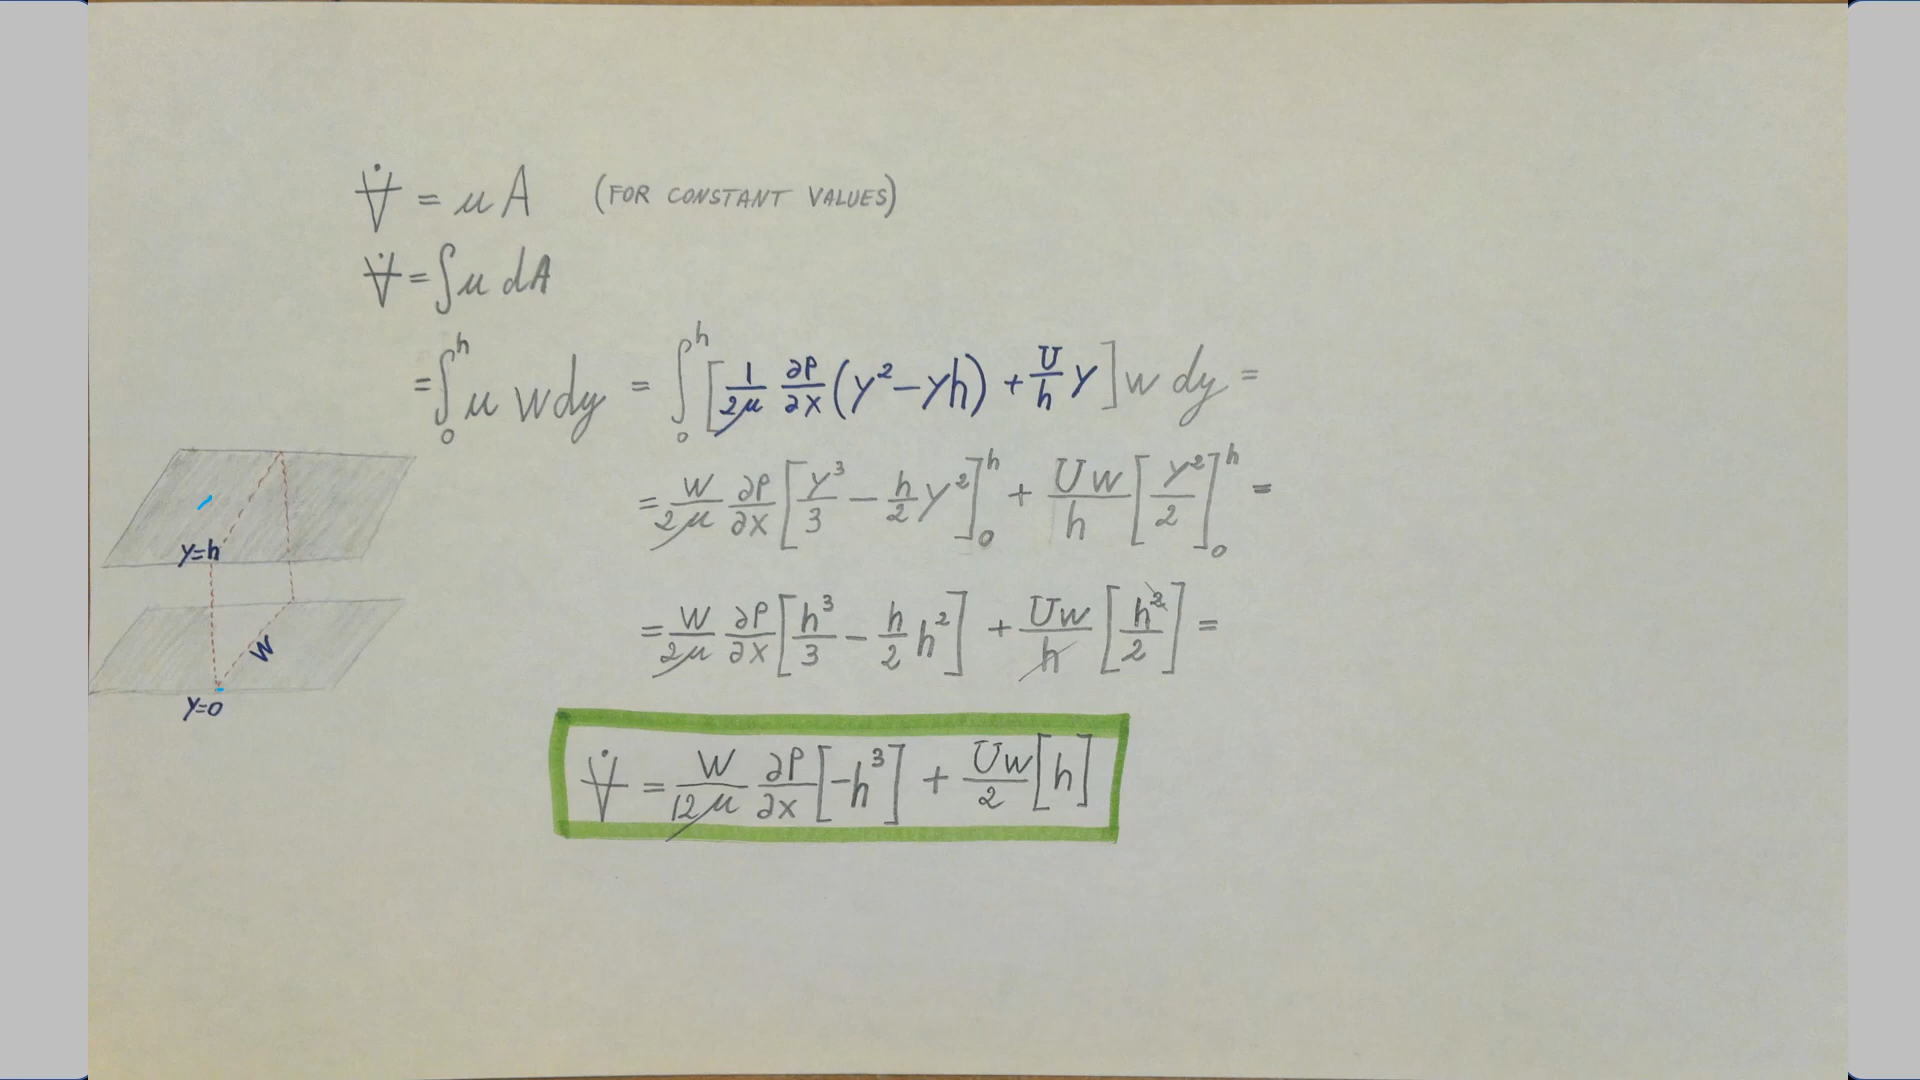 V̇ = u A (FOR CONSTANT VALUES)
V̇ = ∫ u dA
= ∫₀ʰ u w dy = ∫₀ʰ [1/2μ ∂P/∂x (y² − yh) + U/h y] w dy =
= w/2μ ∂P/∂x [y³/3 − h/2 y²]₀ʰ + Uw/h [y²/2]₀ʰ =
y=h
= w/2μ ∂P/∂x [h³/3 − h/2 h²] + Uw/h [h²/2] =
w
y=0
V̇ = w/12μ ∂P/∂x [−h³] + Uw/2 [h]